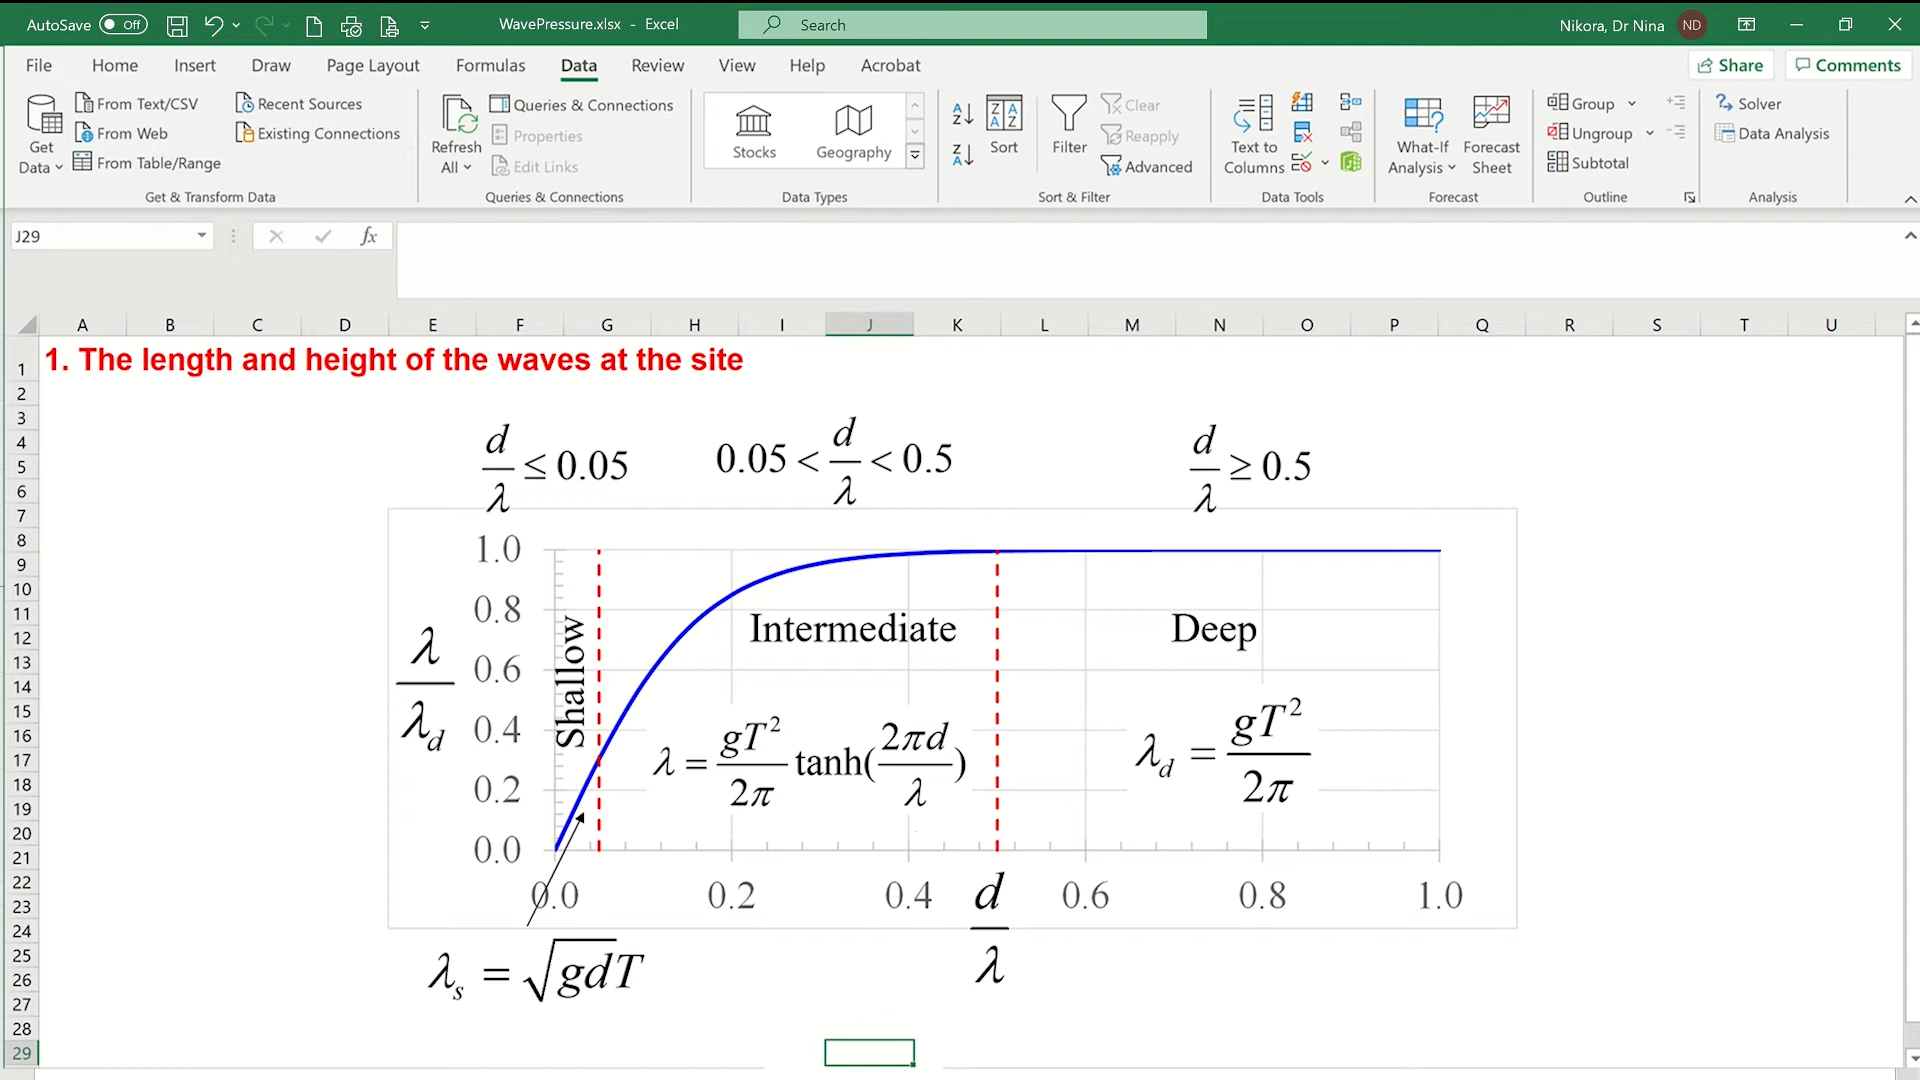 AutoSave Off WavePressure.xlsx - Excel Search Nikora, Dr Nina ND
File Home Insert Draw Page Layout Formulas Data Review View Help Acrobat Share Comments
Get Data
From Text/CSV
From Web
From Table/Range
Recent Sources
Existing Connections
Get & Transform Data
Refresh All
Queries & Connections
Properties
Edit Links
Queries & Connections
Stocks
Geography
Data Types
Sort
Filter
Clear
Reapply
Advanced
Sort & Filter
Text to Columns
Data Tools
What-If Analysis
Forecast Sheet
Forecast
Group
Ungroup
Subtotal
Outline
Solver
Data Analysis
Analysis
J29 fx
A B C D E F G H I J K L M N O P Q R S T U
1
2
3
4
5
6
7
8
9
10
11
12
13
14
15
16
17
18
19
20
21
22
23
24
25
26
27
28
29
1. The length and height of the waves at the site
d/λ ≤ 0.05
0.05 < d/λ < 0.5
d/λ ≥ 0.5
λ/λd
1.0
0.8
0.6
0.4
0.2
0.0
Shallow
Intermediate
Deep
λ = gT²/2π tanh(2πd/λ)
λd = gT²/2π
0.0 0.2 0.4 0.6 0.8 1.0
d/λ
λs = √gd T